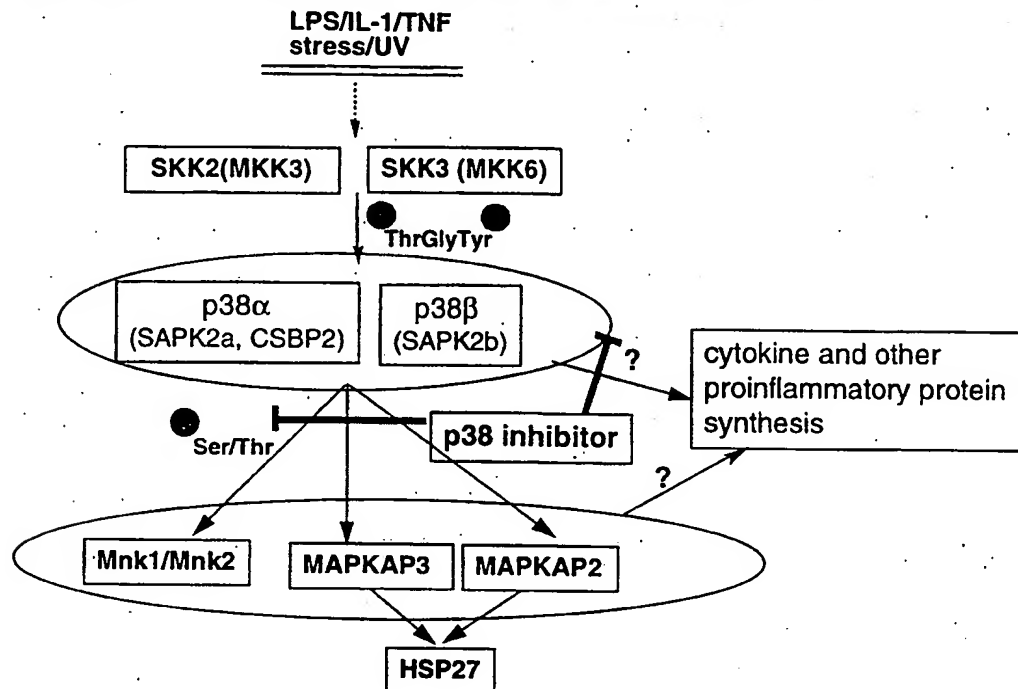 LPS/IL-1/TNF
stress/UV
SKK2(MKK3)
SKK3 (MKK6)
ThrGlyTyr
p38α
(SAPK2a, CSBP2)
p38β
(SAPK2b)
?
cytokine and other
proinflammatory protein
synthesis
Ser/Thr
p38 inhibitor
?
Mnk1/Mnk2
MAPKAP3
MAPKAP2
HSP27